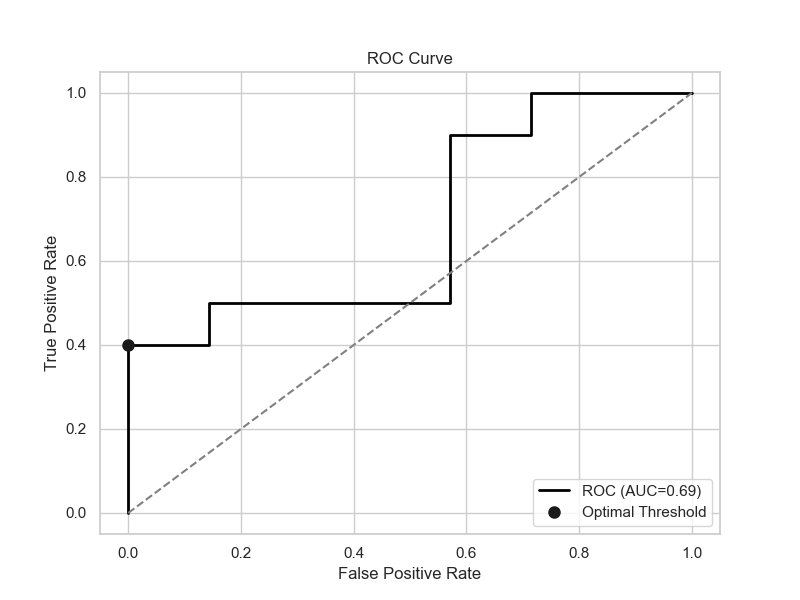 ROC Curve
True Positive Rate
1.0
0.8
0.6
0.4
0.2
0.0
ROC (AUC=0.69)
Optimal Threshold
0.0 0.2 0.4 0.6 0.8 1.0
False Positive Rate